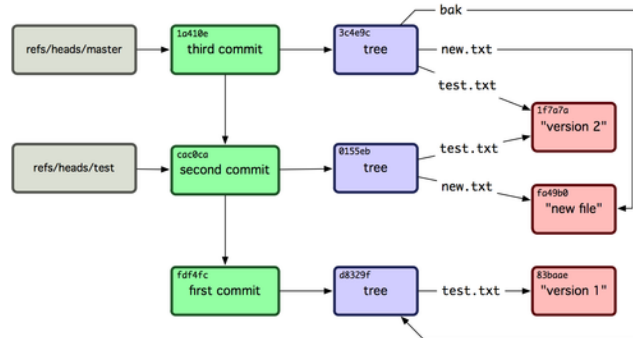 bak
1a410e
3c4e9c
refs/heads/master
third commit
tree
new.txt
test.txt
1f7a7a
"version 2"
cac0ca
0155eb
test.txt
refs/heads/test
second commit
tree
new.txt
fa49b0
"new file"
fdf4fc
d8329f
83baae
first commit
tree
test.txt
"version 1"